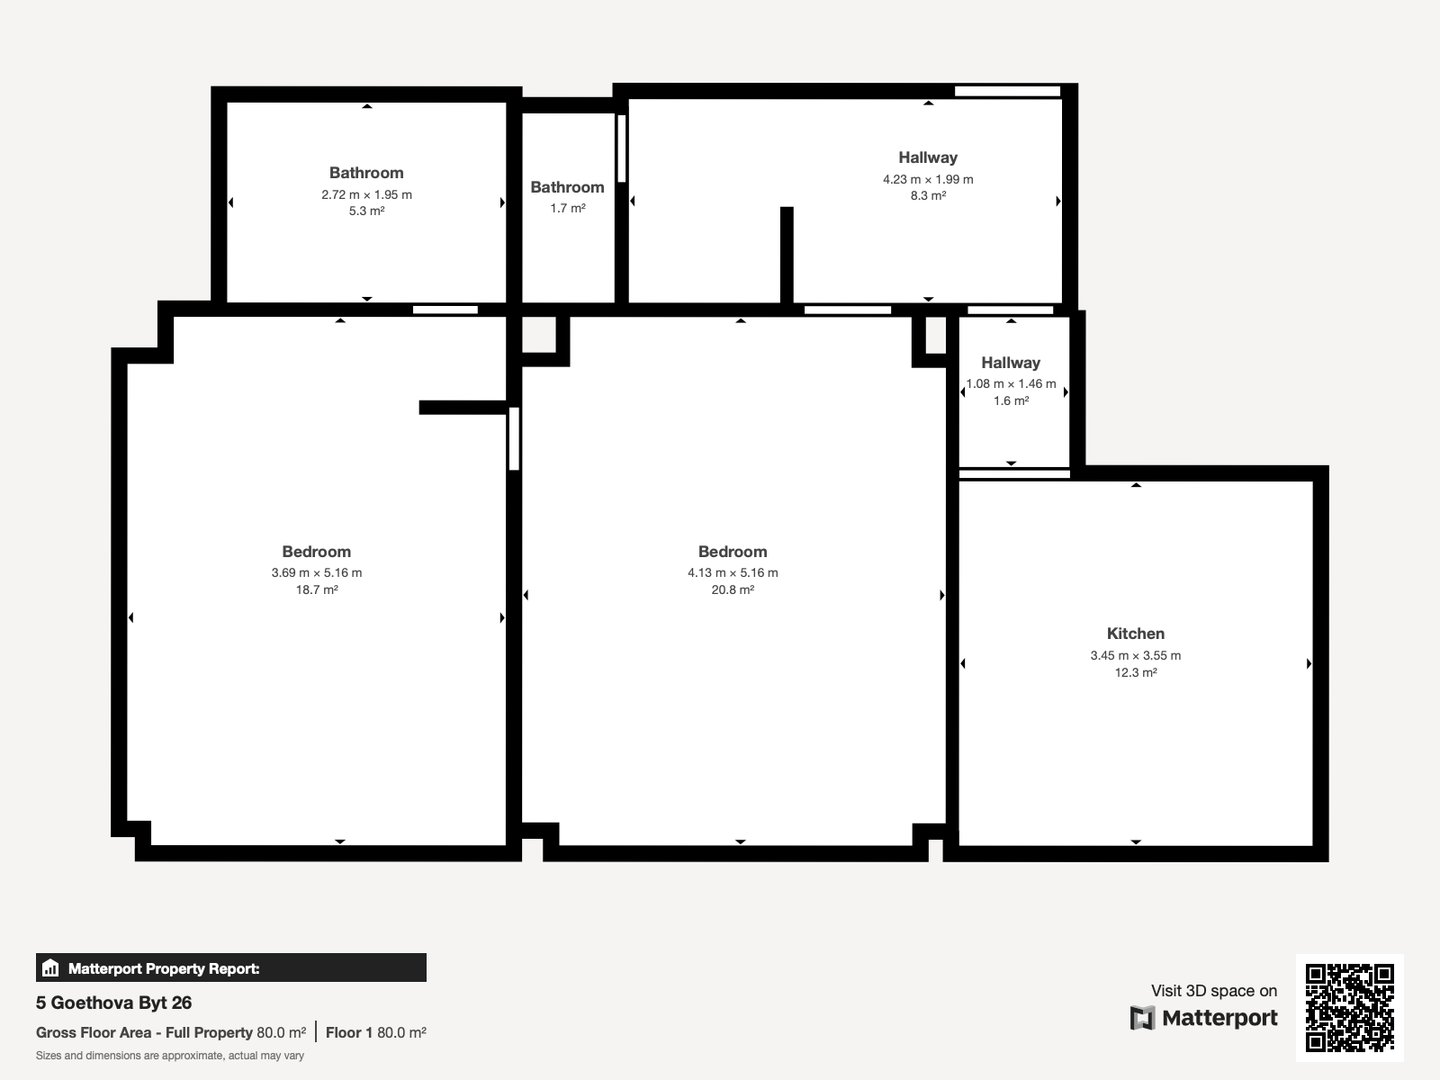 Bathroom
2.72 m × 1.95 m
5.3 m²
Bathroom
1.7 m²
Hallway
4.23 m × 1.99 m
8.3 m²
Hallway
1.08 m × 1.46 m
1.6 m²
Bedroom
3.69 m × 5.16 m
18.7 m²
Bedroom
4.13 m × 5.16 m
20.8 m²
Kitchen
3.45 m × 3.55 m
12.3 m²
Matterport Property Report:
5 Goethova Byt 26
Gross Floor Area - Full Property 80.0 m² | Floor 1 80.0 m²
Sizes and dimensions are approximate, actual may vary
Visit 3D space on
Matterport